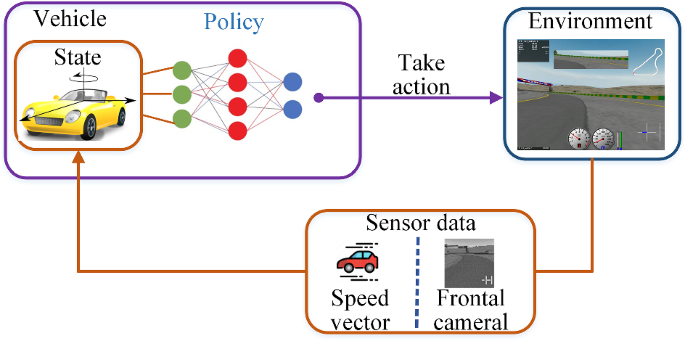 Vehicle
Policy
State
Take
action
Environment
Sensor data
Speed
vector
Frontal
cameral